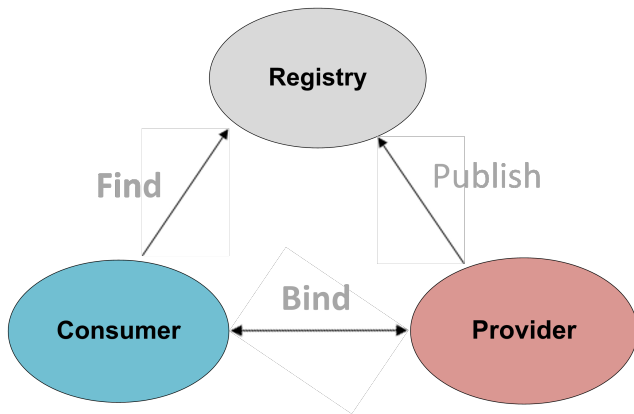 Registry
Find
Publish
Bind
Consumer
Provider